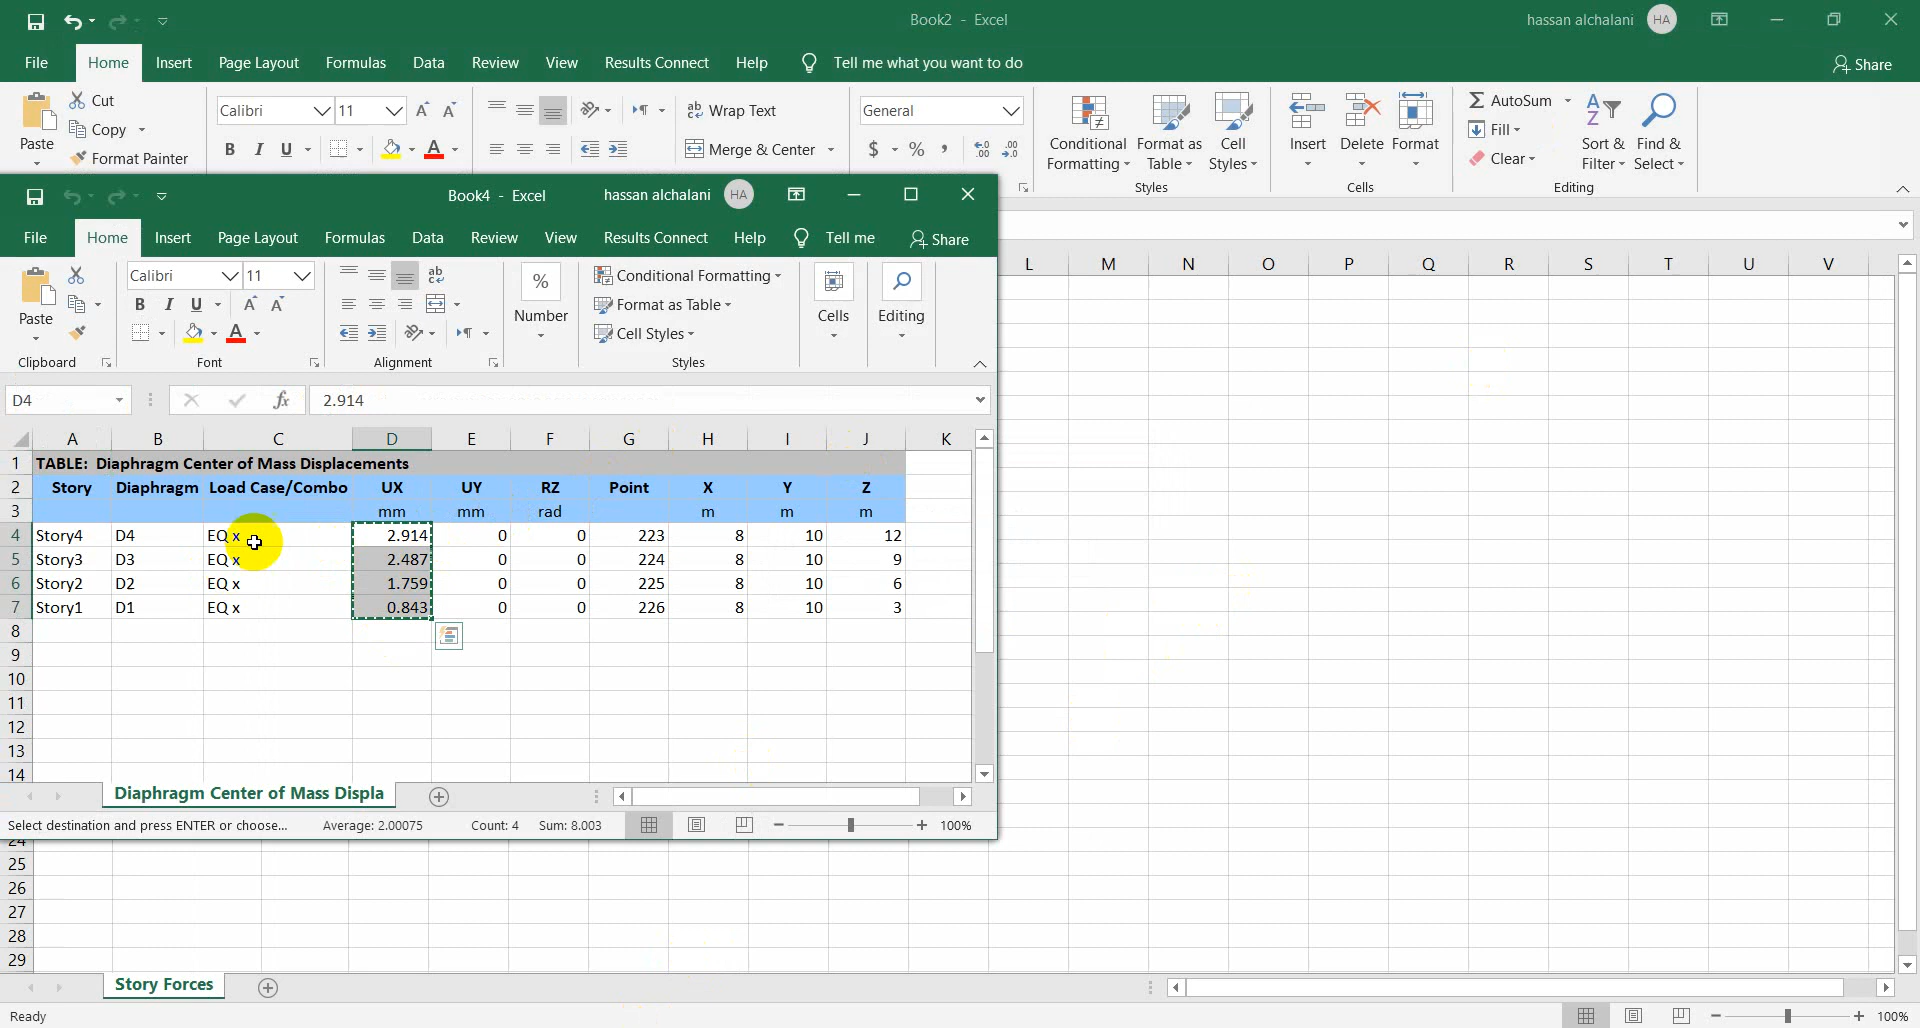 Book2 - Excel
hassan alchalani HA
File Home Insert Page Layout Formulas Data Review View Results Connect Help Tell me what you want to do Share
Cut
Copy
Format Painter
Paste
Calibri 11
B I U A
ab Wrap Text
Merge & Center
General
$ % ,
Conditional Formatting
Format as Table
Cell Styles
Styles
Insert Delete Format
Cells
AutoSum
Fill
Clear
Sort & Filter
Find & Select
Editing
Book4 - Excel hassan alchalani HA
File Home Insert Page Layout Formulas Data Review View Results Connect Help Tell me Share
Paste
Clipboard
Calibri 11
B I U A A
A
Font
Alignment
%
Number
Conditional Formatting
Format as Table
Cell Styles
Styles
Cells
Editing
D4 fx 2.914
L M N O P Q R S T U V
A B C D E F G H I J K
1 TABLE: Diaphragm Center of Mass Displacements
2 Story Diaphragm Load Case/Combo UX UY RZ Point X Y Z
3 mm mm rad m m m
4 Story4 D4 EQ x 2.914 0 0 223 8 10 12
5 Story3 D3 EQ x 2.487 0 0 224 8 10 9
6 Story2 D2 EQ x 1.759 0 0 225 8 10 6
7 Story1 D1 EQ x 0.843 0 0 226 8 10 3
8
9
10
11
12
13
14
Diaphragm Center of Mass Displa
Select destination and press ENTER or choose... Average: 2.00075 Count: 4 Sum: 8.003 100%
24
25
26
27
28
29
Story Forces
Ready 100%